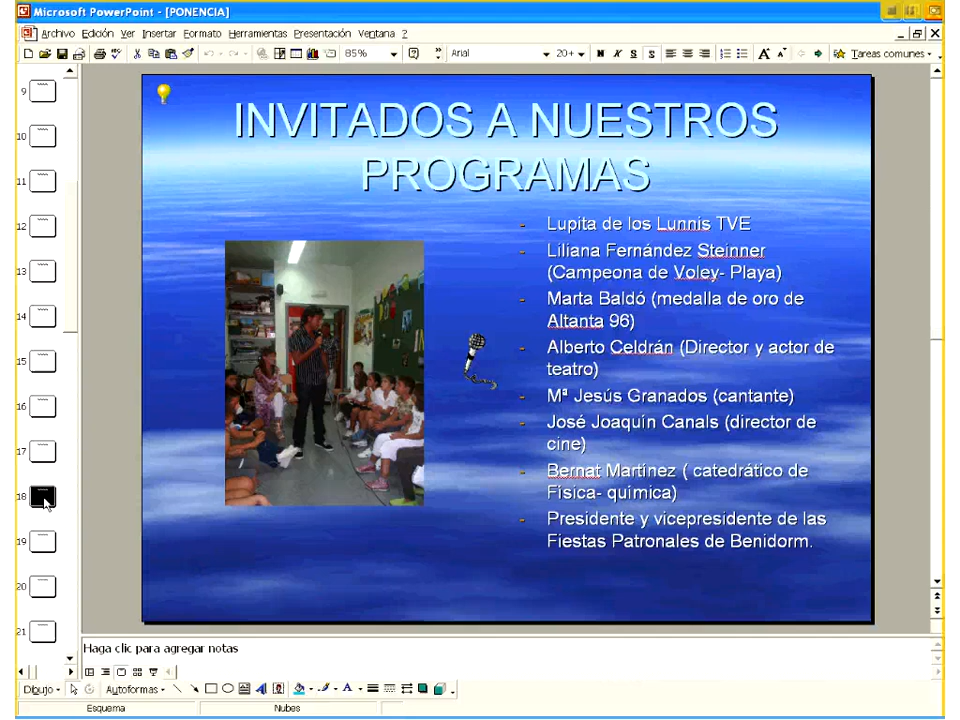 Microsoft PowerPoint - [PONENCIA]
Archivo Edición Ver Insertar Formato Herramientas Presentación Ventana ?
85% Arial 20+ N K S S A A Tareas comunes
INVITADOS A NUESTROS
PROGRAMAS
- Lupita de los Lunnis TVE
- Liliana Fernández Steinner
(Campeona de Voley- Playa)
- Marta Baldó (medalla de oro de
Altanta 96)
- Alberto Celdrán (Director y actor de
teatro)
- Mª Jesús Granados (cantante)
- José Joaquín Canals (director de
cine)
- Bernat Martínez ( catedrático de
Física- química)
- Presidente y vicepresidente de las
Fiestas Patronales de Benidorm.
9
10
11
12
13
14
15
16
17
18
19
20
21
Haga clic para agregar notas
Dibujo Autoformas
Esquema Nubes